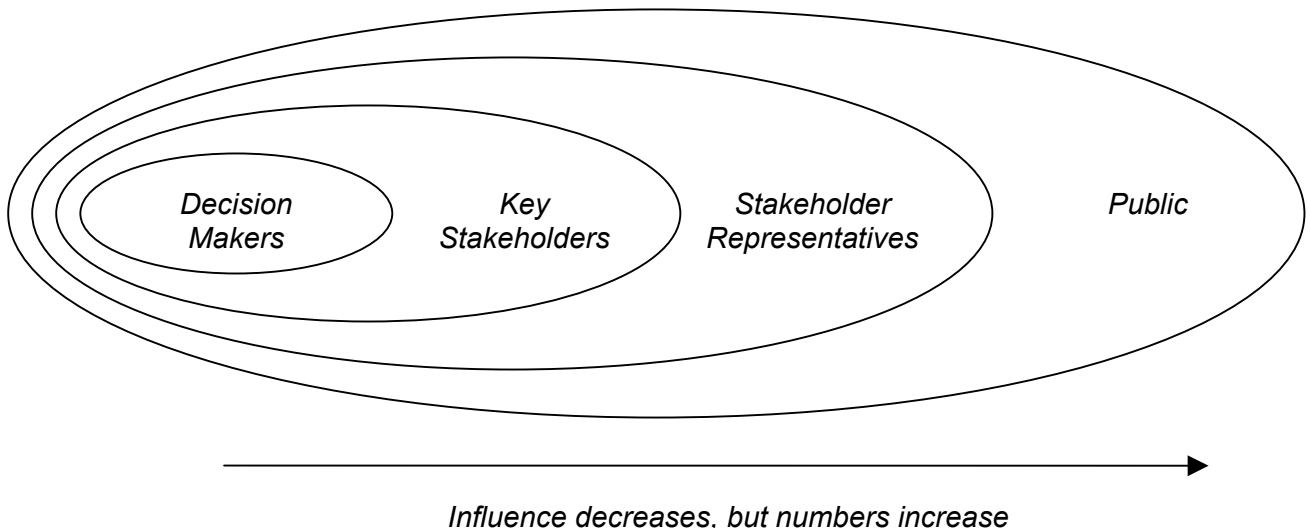 Decision
Makers
Key
Stakeholders
Stakeholder
Representatives
Public
Influence decreases, but numbers increase